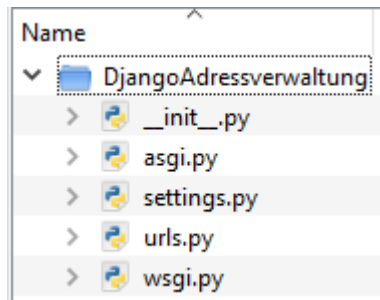 Name
DjangoAdressverwaltung
__init__.py
asgi.py
settings.py
urls.py
wsgi.py